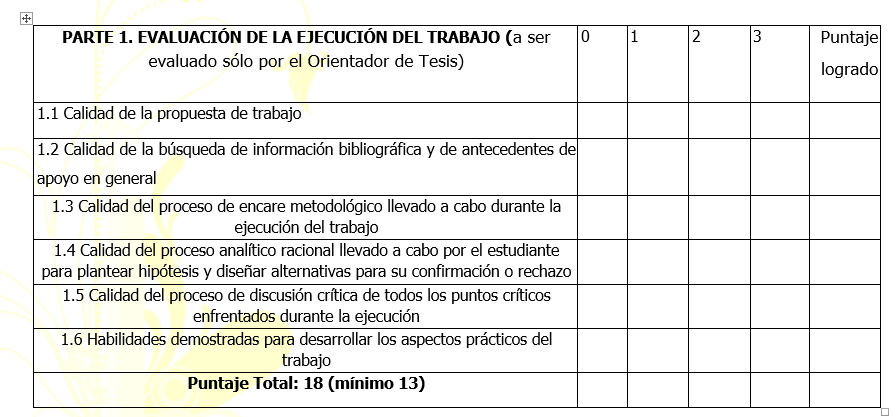 PARTE 1. EVALUACIÓN DE LA EJECUCIÓN DEL TRABAJO (a ser
evaluado sólo por el Orientador de Tesis)
0
1
2
3
Puntaje
logrado
1.1 Calidad de la propuesta de trabajo
1.2 Calidad de la búsqueda de información bibliográfica y de antecedentes de
apoyo en general
1.3 Calidad del proceso de encare metodológico llevado a cabo durante la
ejecución del trabajo
1.4 Calidad del proceso analítico racional llevado a cabo por el estudiante
para plantear hipótesis y diseñar alternativas para su confirmación o rechazo
1.5 Calidad del proceso de discusión crítica de todos los puntos críticos
enfrentados durante la ejecución
1.6 Habilidades demostradas para desarrollar los aspectos prácticos del
trabajo
Puntaje Total: 18 (mínimo 13)